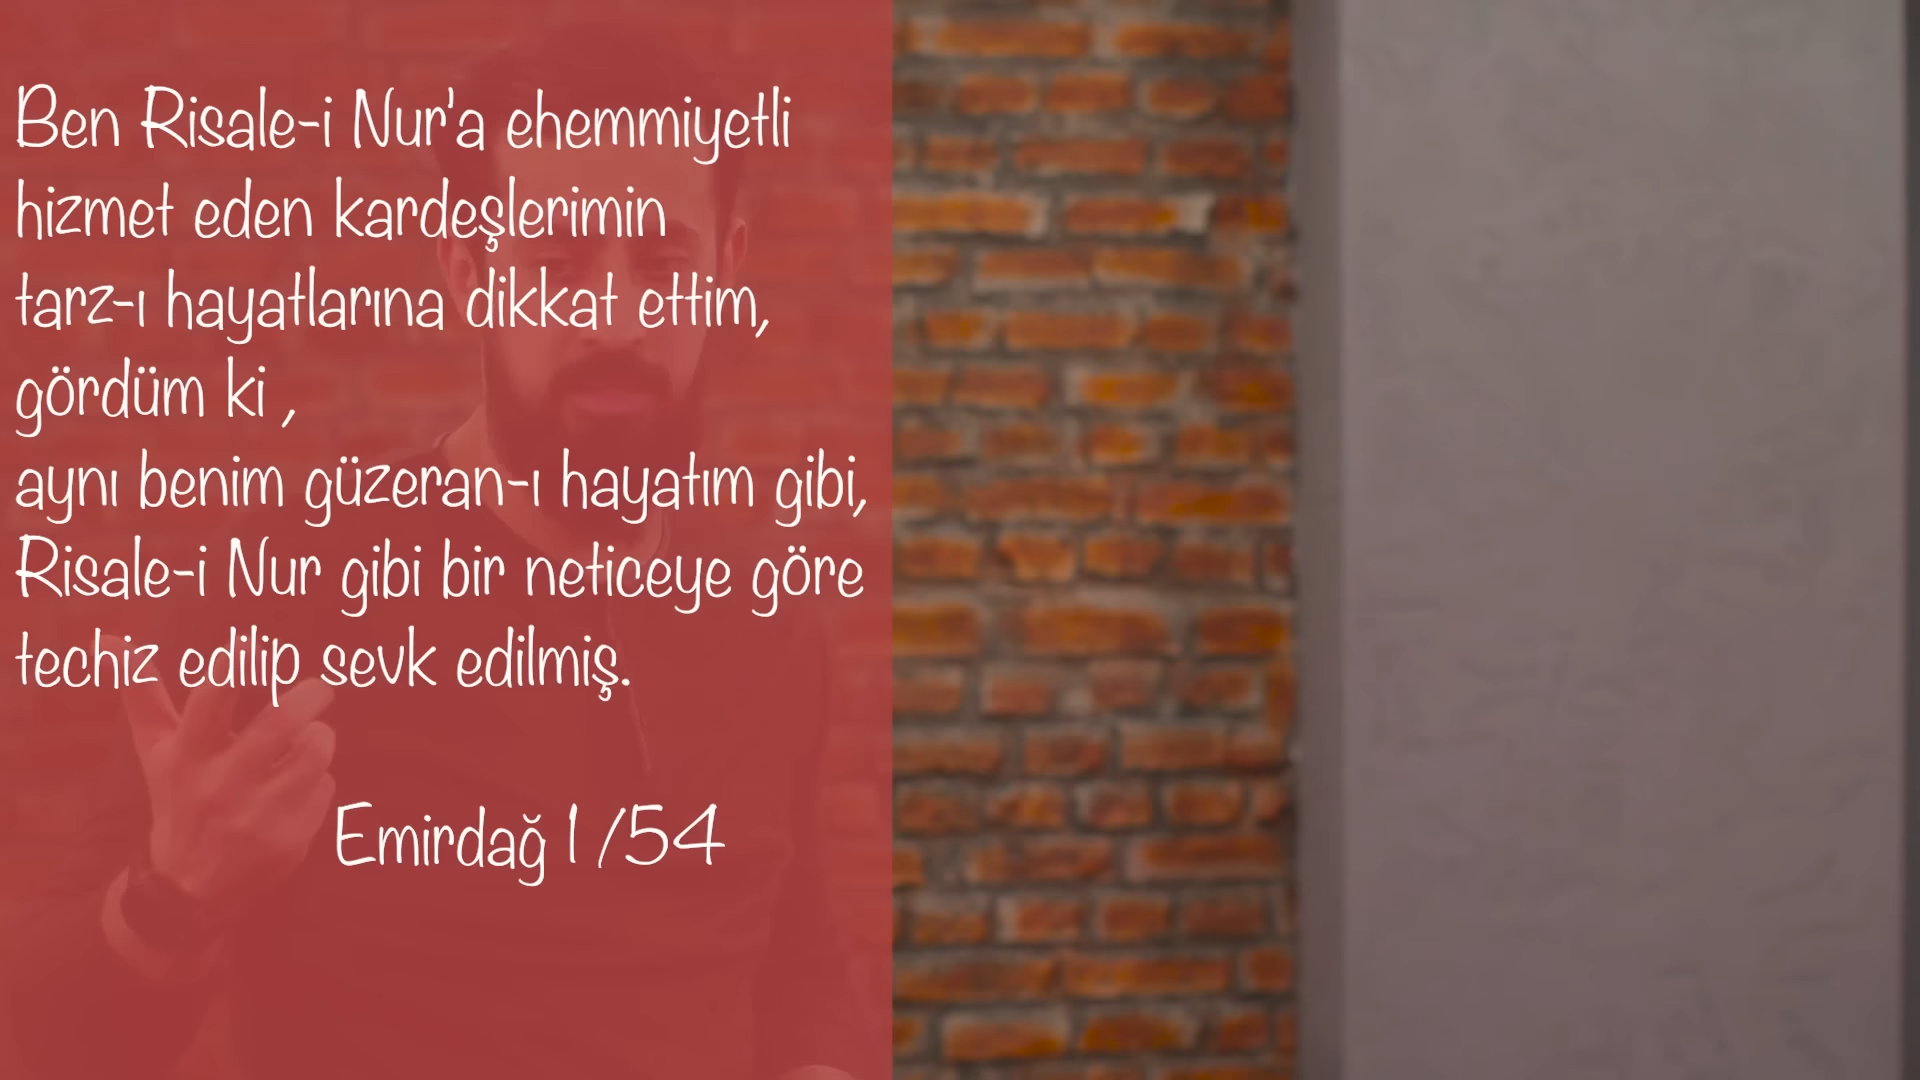 Ben Risale-i Nur'a ehemmiyetli
hizmet eden kardeşlerimin
tarz-ı hayatlarına dikkat ettim,
gördüm ki ,
aynı benim güzeran-ı hayatım gibi,
Risale-i Nur gibi bir neticeye göre
techiz edilip sevk edilmiş.
Emirdağ 1 /54